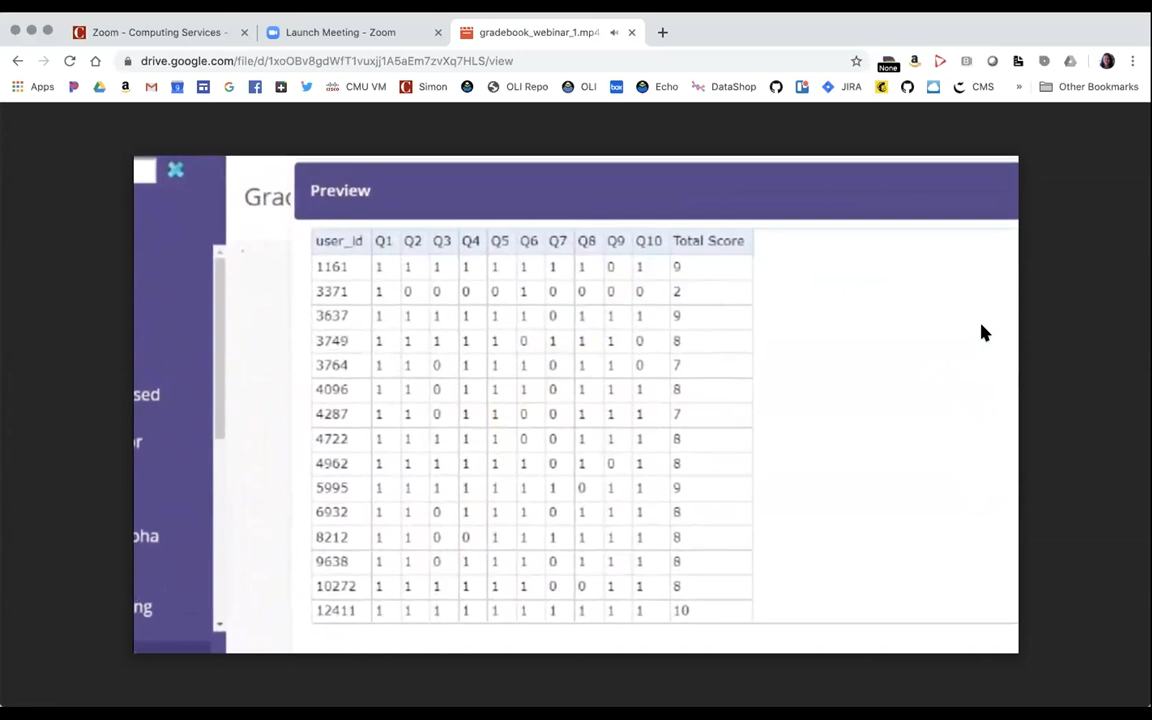 Zoom - Computing Services -
Launch Meeting - Zoom
gradebook_webinar_1.mp4
drive.google.com/file/d/1xoOBv8gdWfT1vuxjj1A5aEm7zvXq7HLS/view
None
Apps
CMU VM
Simon
OLI Repo
OLI
Echo
DataShop
JIRA
CMS
»
Other Bookmarks
Grad
Preview
user_id Q1 Q2 Q3 Q4 Q5 Q6 Q7 Q8 Q9 Q10 Total Score
1161 1 1 1 1 1 1 1 1 0 1 9
3371 1 0 0 0 0 1 0 0 0 0 2
3637 1 1 1 1 1 1 0 1 1 1 9
3749 1 1 1 1 1 0 1 1 1 0 8
3764 1 1 0 1 1 1 0 1 1 0 7
4096 1 1 0 1 1 1 0 1 1 1 8
4287 1 1 0 1 1 0 0 1 1 1 7
4722 1 1 1 1 1 0 0 1 1 1 8
4962 1 1 1 1 1 1 0 1 0 1 8
5995 1 1 1 1 1 1 1 0 1 1 9
6932 1 1 0 1 1 1 0 1 1 1 8
8212 1 1 0 0 1 1 1 1 1 1 8
9638 1 1 0 1 1 1 0 1 1 1 8
10272 1 1 1 1 1 1 0 0 1 1 8
12411 1 1 1 1 1 1 1 1 1 1 10
sed
or
pha
ng